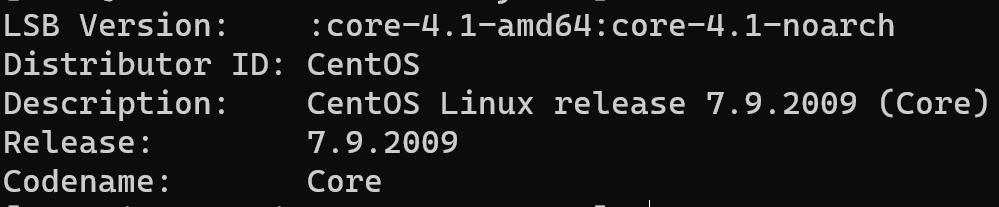 LSB Version:    :core-4.1-amd64:core-4.1-noarch
Distributor ID: CentOS
Description:    CentOS Linux release 7.9.2009 (Core)
Release:        7.9.2009
Codename:       Core